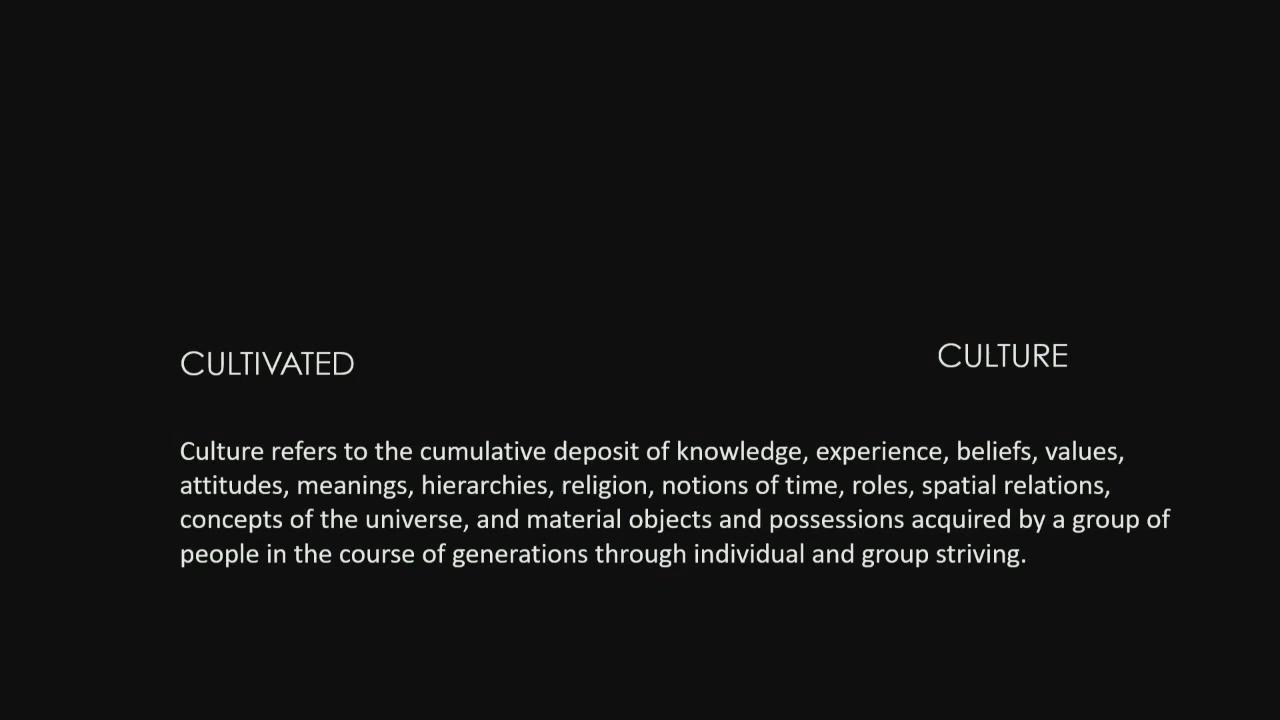 CULTIVATED
CULTURE
Culture refers to the cumulative deposit of knowledge, experience, beliefs, values,
attitudes, meanings, hierarchies, religion, notions of time, roles, spatial relations,
concepts of the universe, and material objects and possessions acquired by a group of
people in the course of generations through individual and group striving.